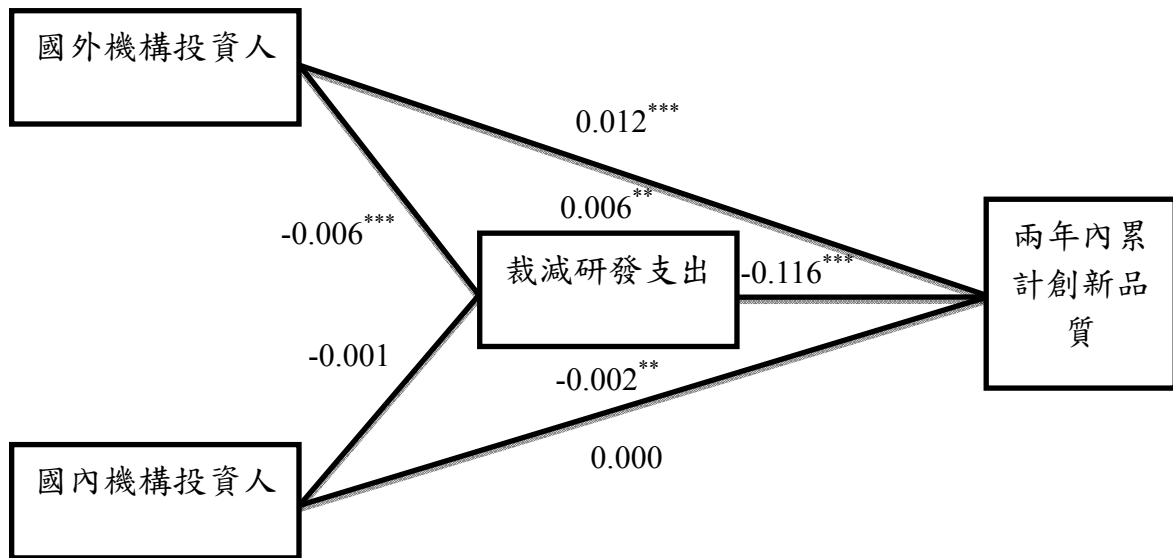 國外機構投資人
0.012***
0.006**
-0.006***
裁減研發支出
-0.116***
兩年內累
計創新品
質
-0.001
-0.002**
國內機構投資人
0.000